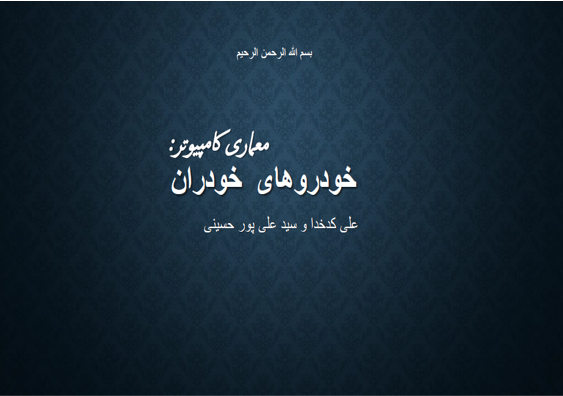 بسم الله الرحمن الرحیم
معماری کامپیوتر:
خودروهای خودران
علی کدخدا و سید علی پور حسینی